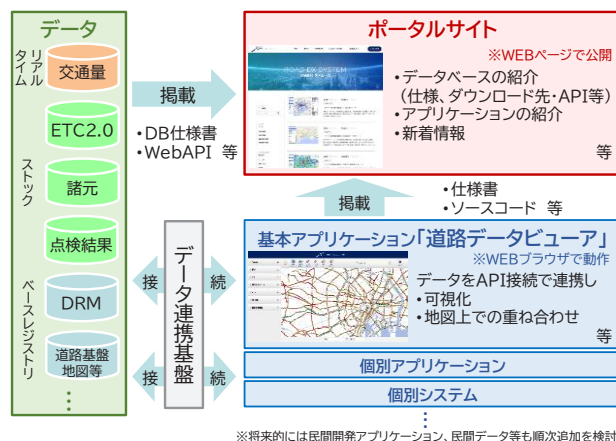 データ
リアル
タイム
交通量
ETC2.0
ストック
諸元
点検結果
ベースレジストリ
DRM
道路基盤
地図等
⋮
掲載
・DB仕様書
・WebAPI 等
接 続
接 続
データ連携基盤
ポータルサイト
※WEBページで公開
ROAD EX SYSTEM
・データベースの紹介
（仕様、ダウンロード先・API等）
・アプリケーションの紹介
・新着情報
等
掲載
・仕様書
・ソースコード 等
基本アプリケーション「道路データビューア」
※WEBブラウザで動作
データをAPI接続で連携し
・可視化
・地図上での重ね合わせ
等
個別アプリケーション
個別システム
⋮
※将来的には民間開発アプリケーション、民間データ等も順次追加を検討